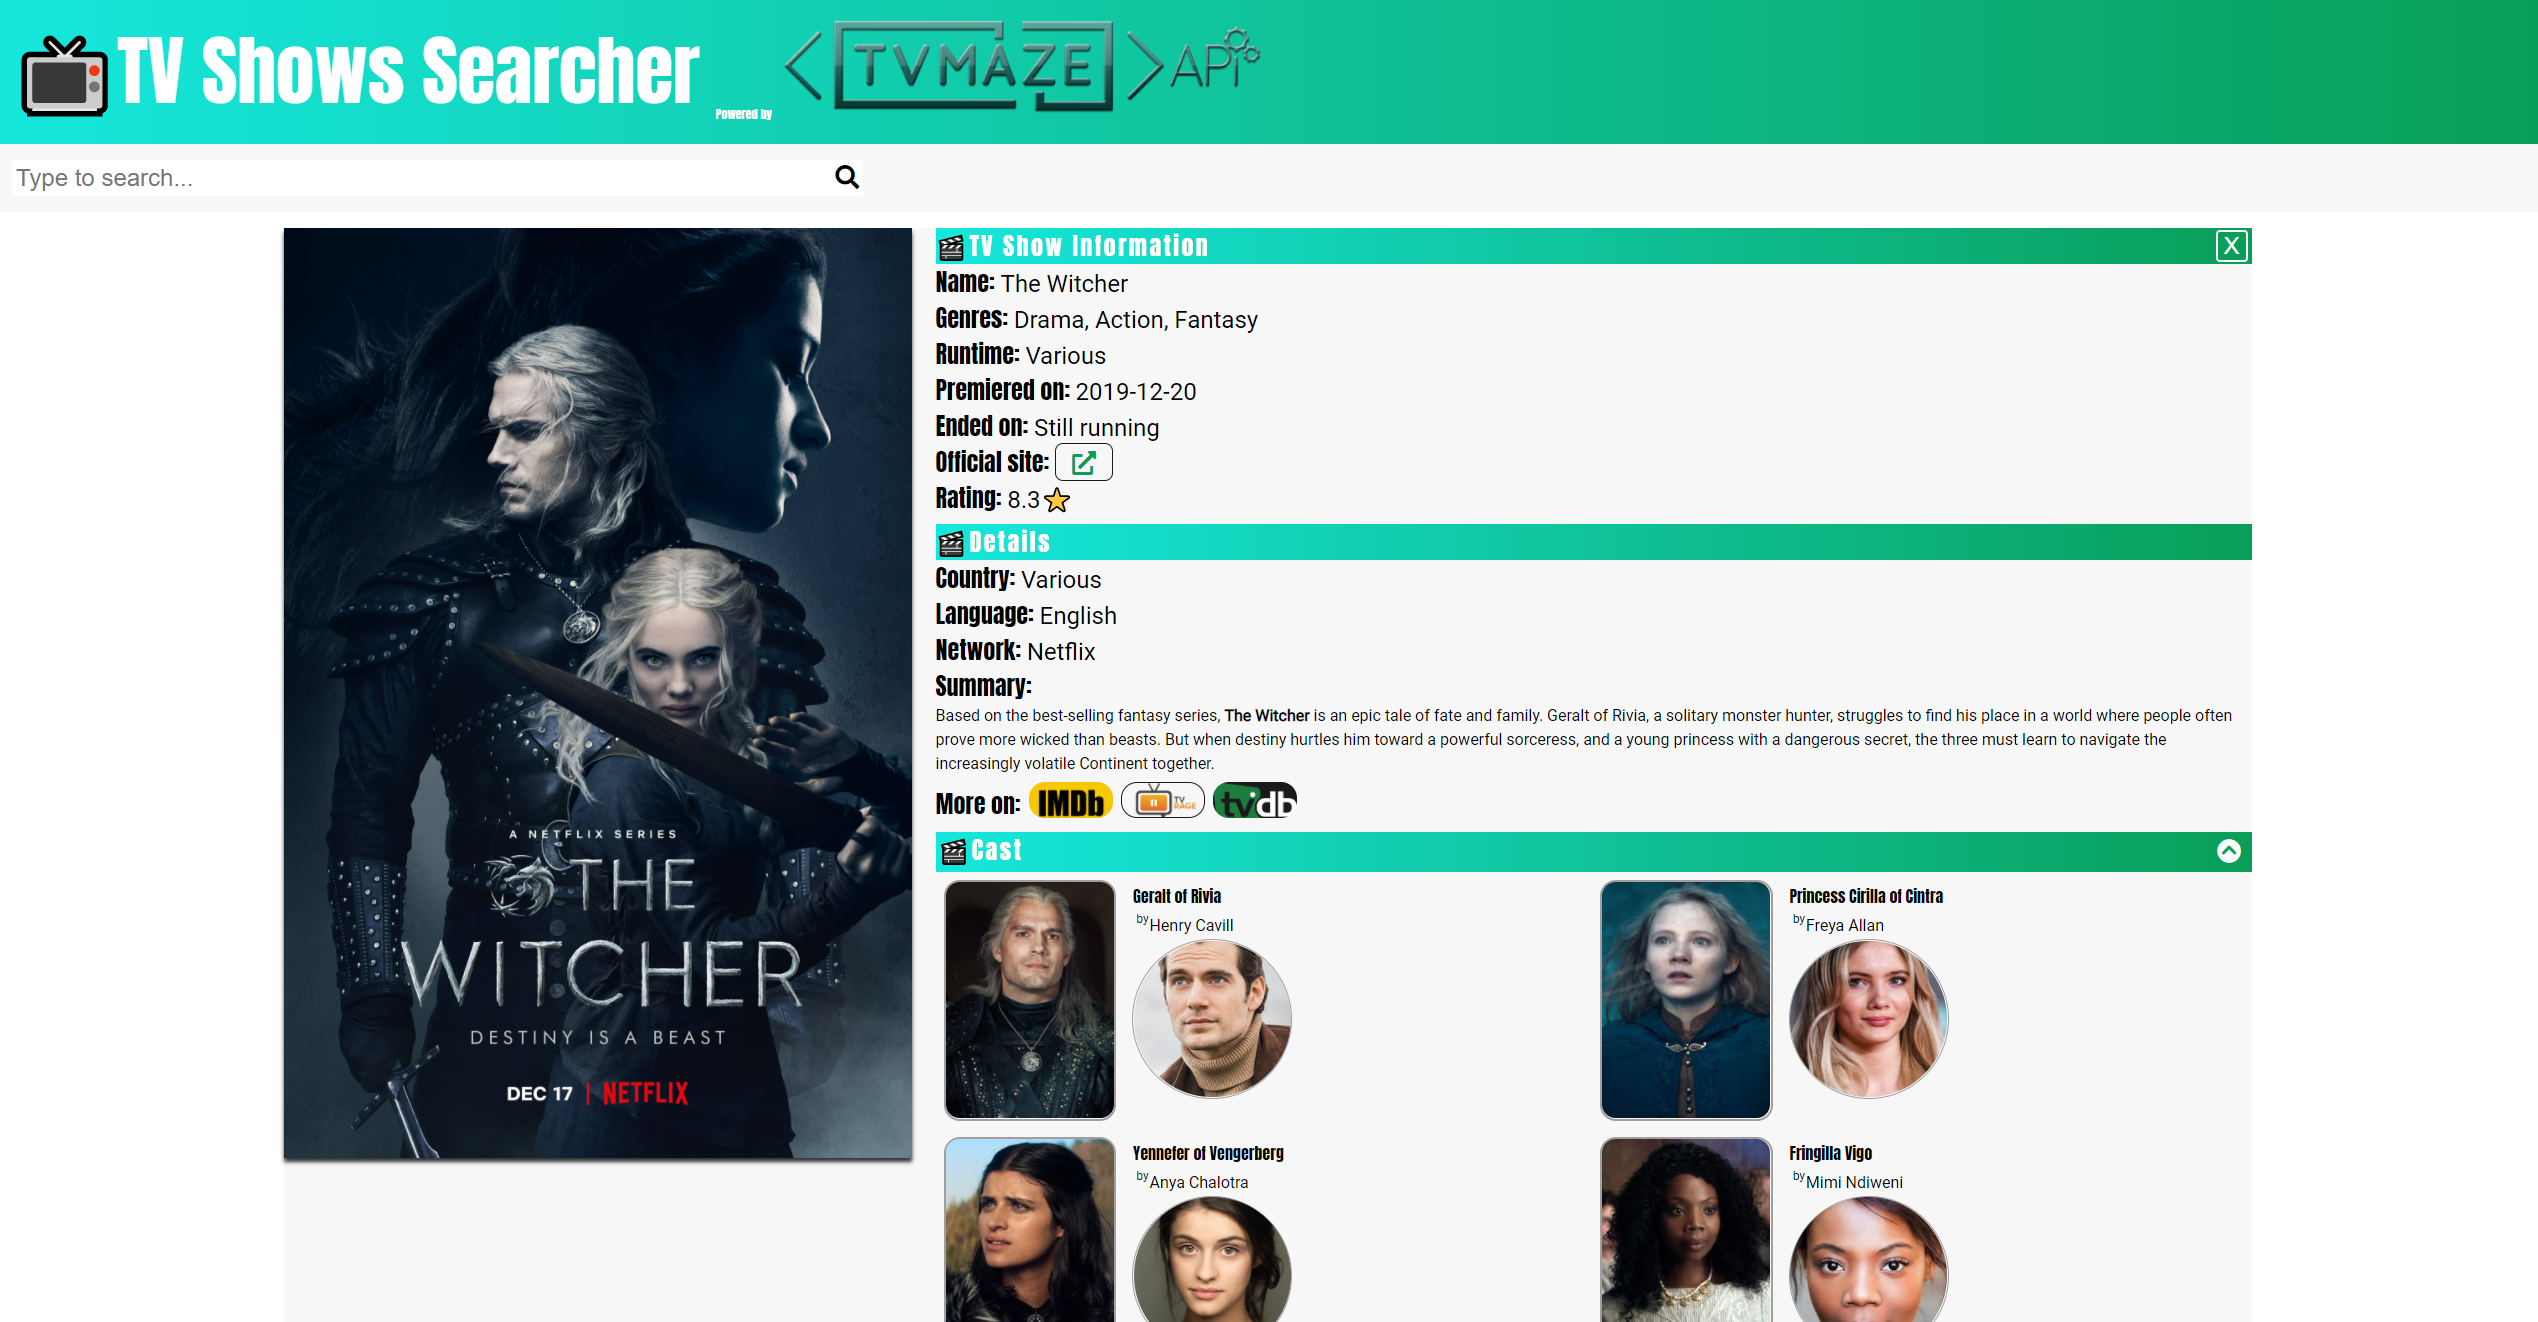 TV Shows Searcher
Powered by
TVMAZE API
Type to search...
A NETFLIX SERIES
THE
WITCHER
DESTINY IS A BEAST
DEC 17 | NETFLIX
TV Show Information
X
Name: The Witcher
Genres: Drama, Action, Fantasy
Runtime: Various
Premiered on: 2019-12-20
Ended on: Still running
Official site:
Rating: 8.3
Details
Country: Various
Language: English
Network: Netflix
Summary:
Based on the best-selling fantasy series, The Witcher is an epic tale of fate and family. Geralt of Rivia, a solitary monster hunter, struggles to find his place in a world where people often
prove more wicked than beasts. But when destiny hurtles him toward a powerful sorceress, and a young princess with a dangerous secret, the three must learn to navigate the
increasingly volatile Continent together.
More on: IMDb TV RAGE tvdb
Cast
Geralt of Rivia
by Henry Cavill
Princess Cirilla of Cintra
by Freya Allan
Yennefer of Vengerberg
by Anya Chalotra
Fringilla Vigo
by Mimi Ndiweni